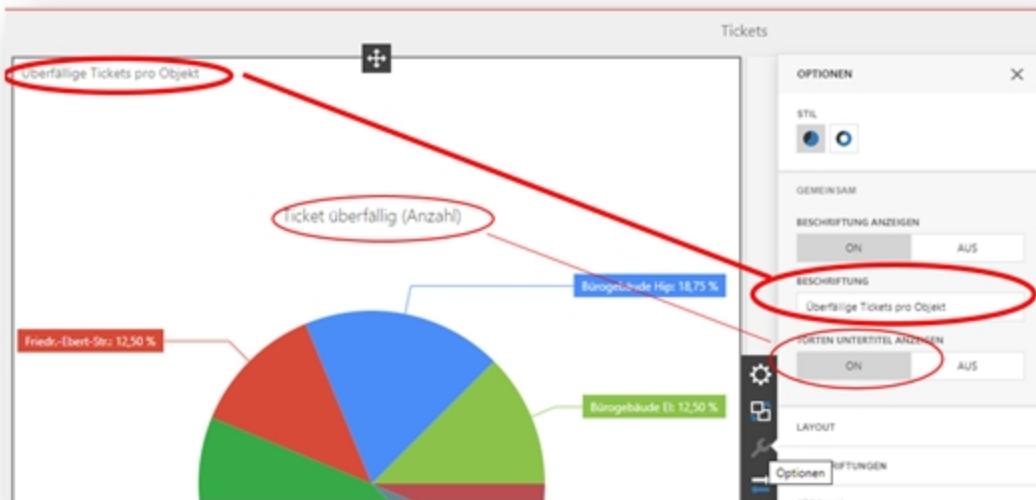 Tickets
Überfällige Tickets pro Objekt
Ticket überfällig (Anzahl)
Bürogebäude Hip: 18,75 %
Friedr.-Ebert-Str.: 12,50 %
Bürogebäude El: 12,50 %
OPTIONEN
STIL
GEMEINSAM
BESCHRIFTUNG ANZEIGEN
ON AUS
BESCHRIFTUNG
Überfällige Tickets pro Objekt
TORTEN UNTERTITEL ANZEIGEN
ON AUS
LAYOUT
Optionen